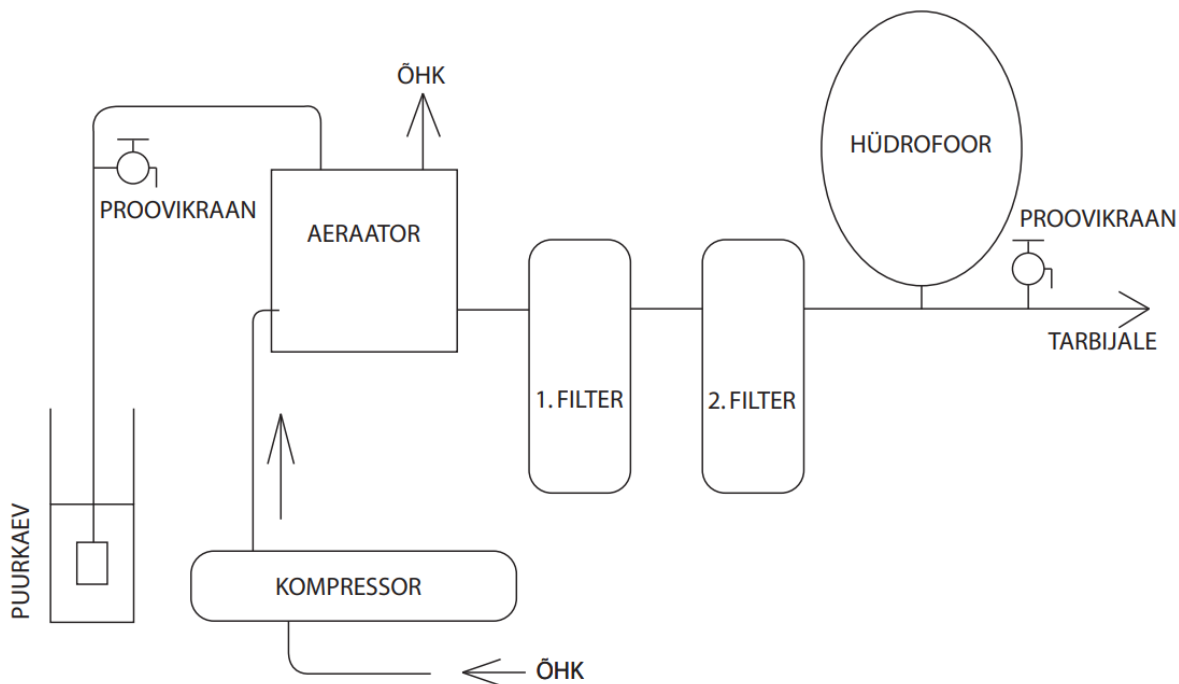 ÕHK
PROOVIKRAAN
AERAATOR
HÜDROFOOR
PROOVIKRAAN
TARBIJALE
1. FILTER
2. FILTER
PUURKAEV
KOMPRESSOR
ÕHK